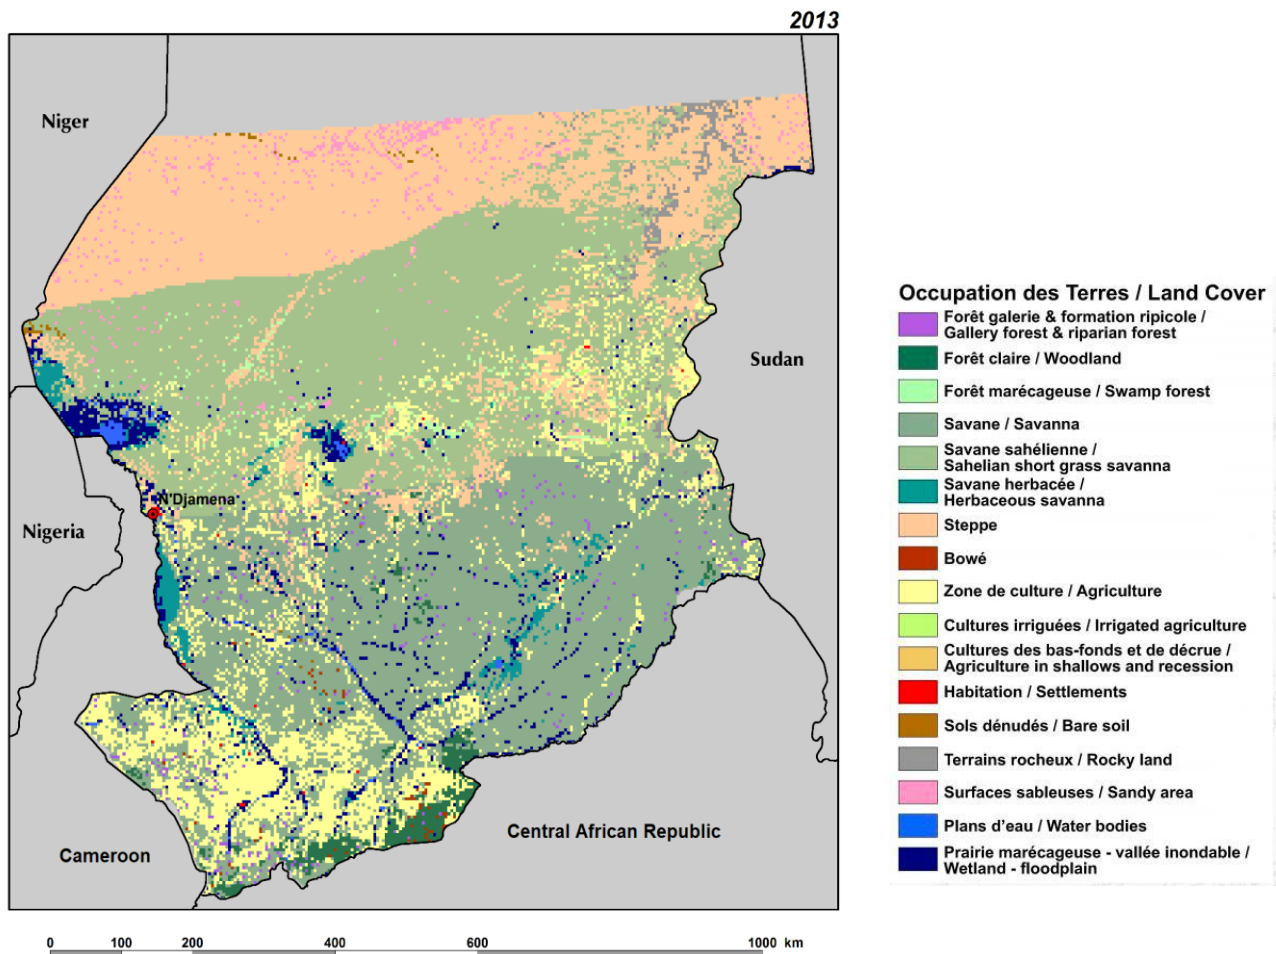 2013
Niger
Sudan
N'Djamena
Nigeria
Central African Republic
Cameroon
Occupation des Terres / Land Cover
Forêt galerie & formation ripicole /
Gallery forest & riparian forest
Forêt claire / Woodland
Forêt marécageuse / Swamp forest
Savane / Savanna
Savane sahélienne /
Sahelian short grass savanna
Savane herbacée /
Herbaceous savanna
Steppe
Bowé
Zone de culture / Agriculture
Cultures irriguées / Irrigated agriculture
Cultures des bas-fonds et de décrue /
Agriculture in shallows and recession
Habitation / Settlements
Sols dénudés / Bare soil
Terrains rocheux / Rocky land
Surfaces sableuses / Sandy area
Plans d'eau / Water bodies
Prairie marécageuse - vallée inondable /
Wetland - floodplain
0 100 200 400 600 1000 km